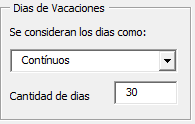 Dias de Vacaciones
Se consideran los dias como:
Contínuos
Cantidad de dias 30